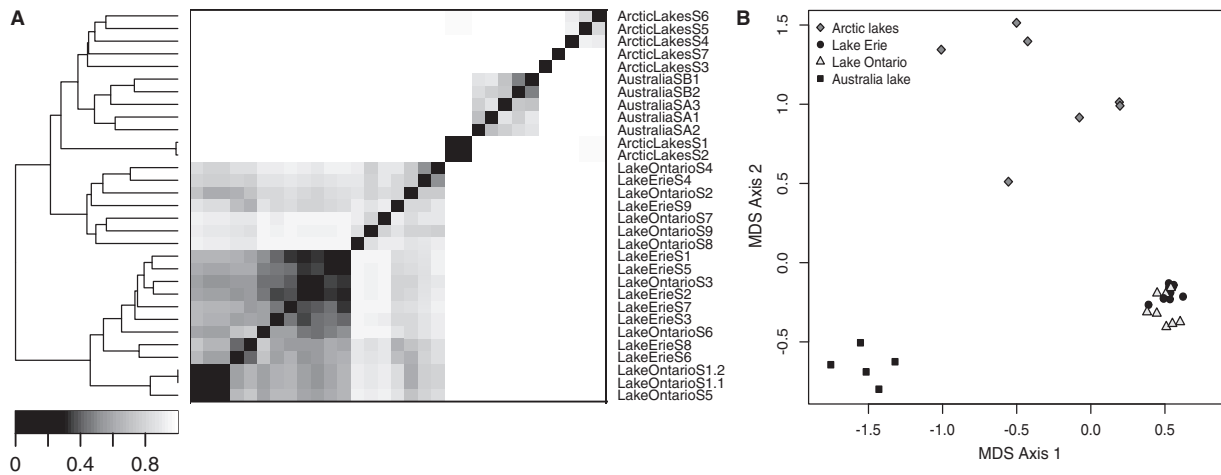 A
ArcticLakesS6
ArcticLakesS5
ArcticLakesS4
ArcticLakesS7
ArcticLakesS3
AustraliaSB1
AustraliaSB2
AustraliaSA3
AustraliaSA1
AustraliaSA2
ArcticLakesS1
ArcticLakesS2
LakeOntarioS4
LakeErieS4
LakeOntarioS2
LakeErieS9
LakeOntarioS7
LakeOntarioS9
LakeOntarioS8
LakeErieS1
LakeErieS5
LakeOntarioS3
LakeErieS2
LakeErieS7
LakeErieS3
LakeOntarioS6
LakeErieS8
LakeErieS6
LakeOntarioS1.2
LakeOntarioS1.1
LakeOntarioS5
0 0.4 0.8
B
Arctic lakes
Lake Erie
Lake Ontario
Australia lake
MDS Axis 2
1.5
1.0
0.5
0.0
-0.5
-1.5 -1.0 -0.5 0.0 0.5
MDS Axis 1